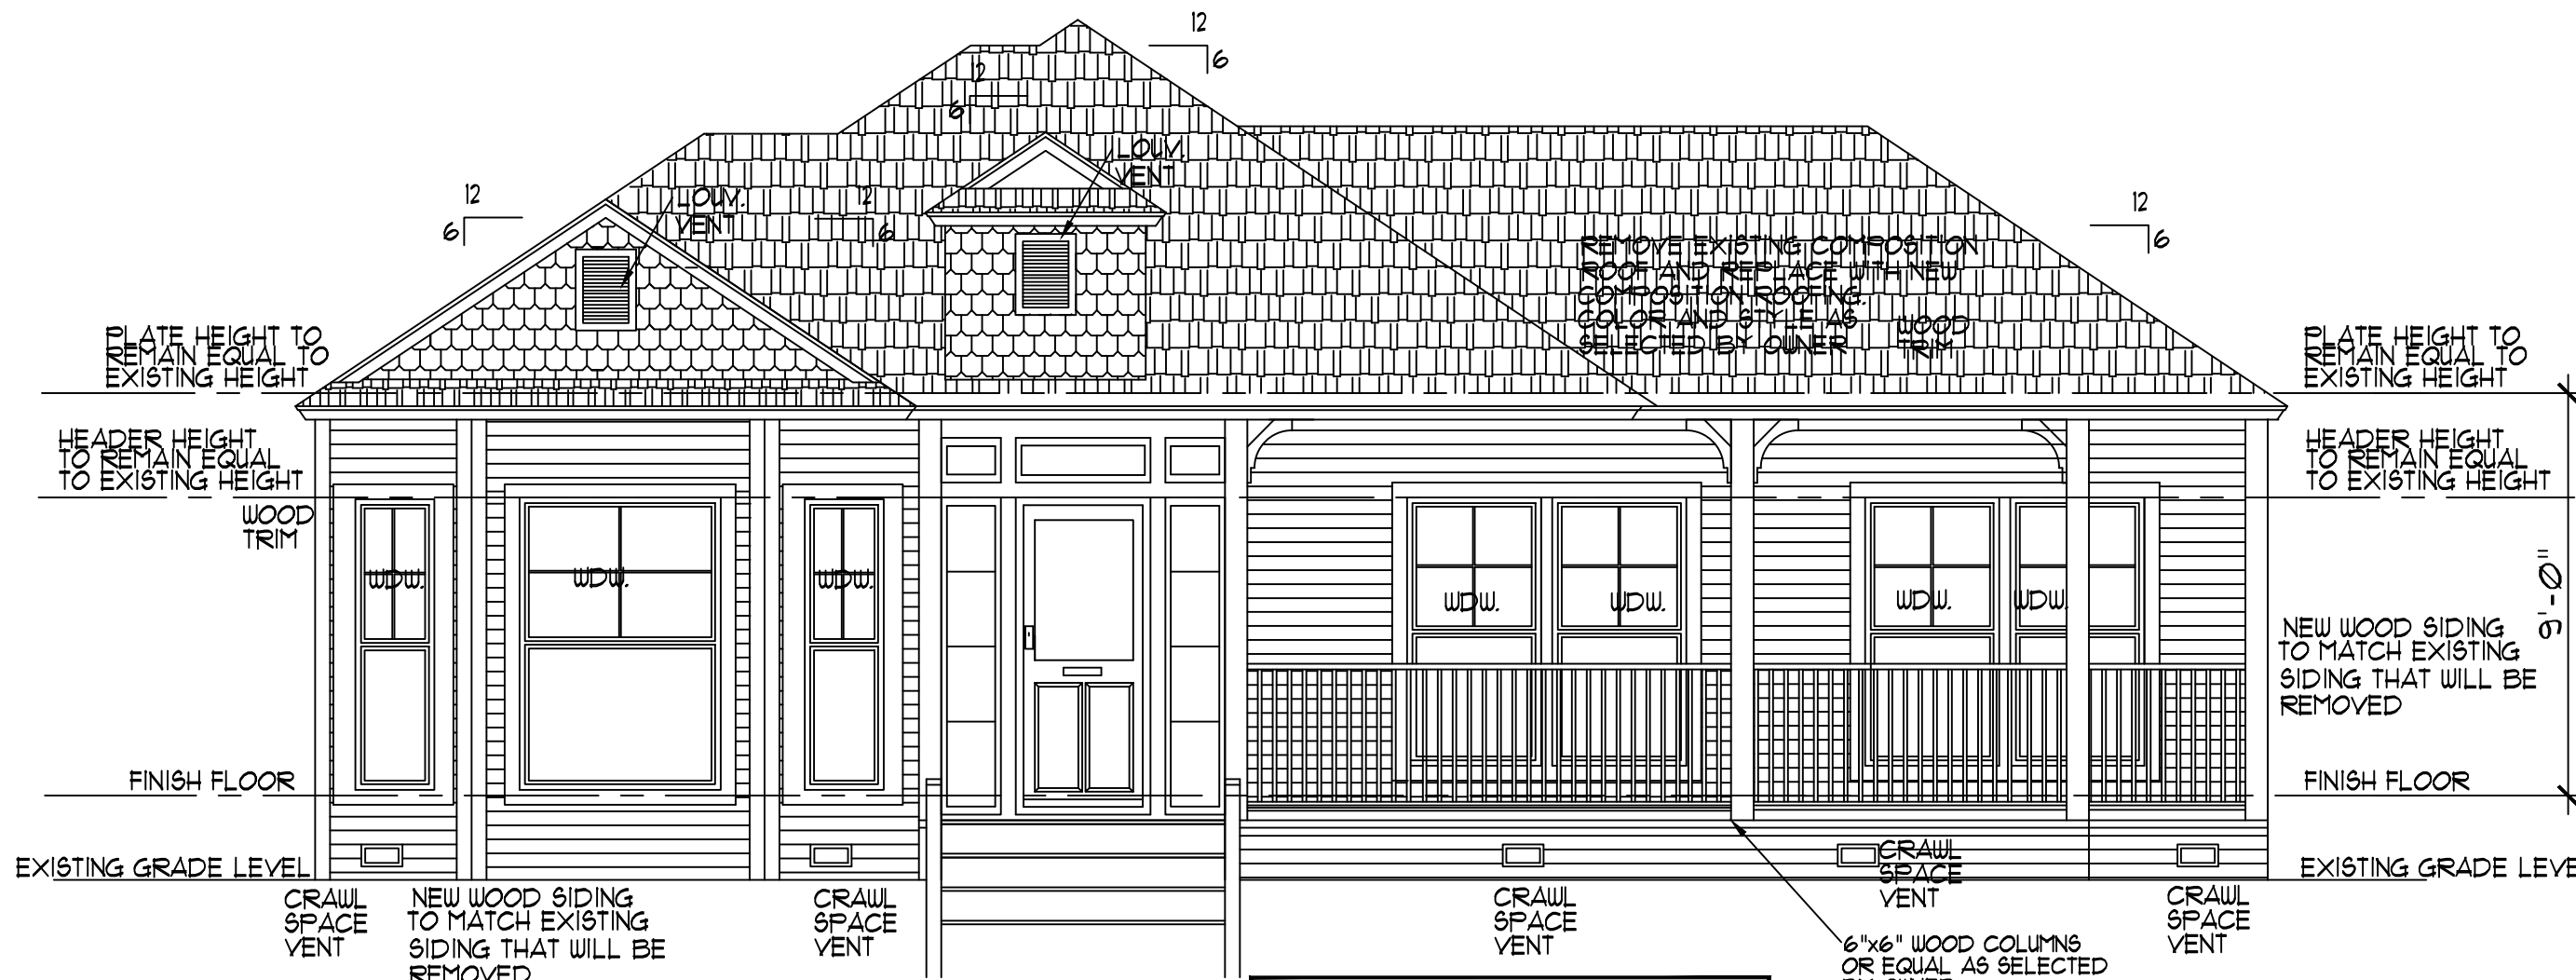 12
6
12
6
LOUV.
VENT
12
6
LOUV.
VENT
12
6
12
6
REMOVE EXISTING COMPOSITION
ROOF AND REPLACE WITH NEW
COMPOSITION ROOFING.
COLOR AND STYLE AS
SELECTED BY OWNER
WOOD
TRIM
PLATE HEIGHT TO
REMAIN EQUAL TO
EXISTING HEIGHT
PLATE HEIGHT TO
REMAIN EQUAL TO
EXISTING HEIGHT
HEADER HEIGHT
TO REMAIN EQUAL
TO EXISTING HEIGHT
HEADER HEIGHT
TO REMAIN EQUAL
TO EXISTING HEIGHT
WOOD
TRIM
WDW.
WDW.
WDW.
WDW.
WDW.
WDW.
WDW.
9'-0"
NEW WOOD SIDING
TO MATCH EXISTING
SIDING THAT WILL BE
REMOVED
FINISH FLOOR
FINISH FLOOR
EXISTING GRADE LEVEL
EXISTING GRADE LEVE
CRAWL
SPACE
VENT
NEW WOOD SIDING
TO MATCH EXISTING
SIDING THAT WILL BE
REMOVED
CRAWL
SPACE
VENT
CRAWL
SPACE
VENT
CRAWL
SPACE
VENT
CRAWL
SPACE
VENT
6"x6" WOOD COLUMNS
OR EQUAL AS SELECTED